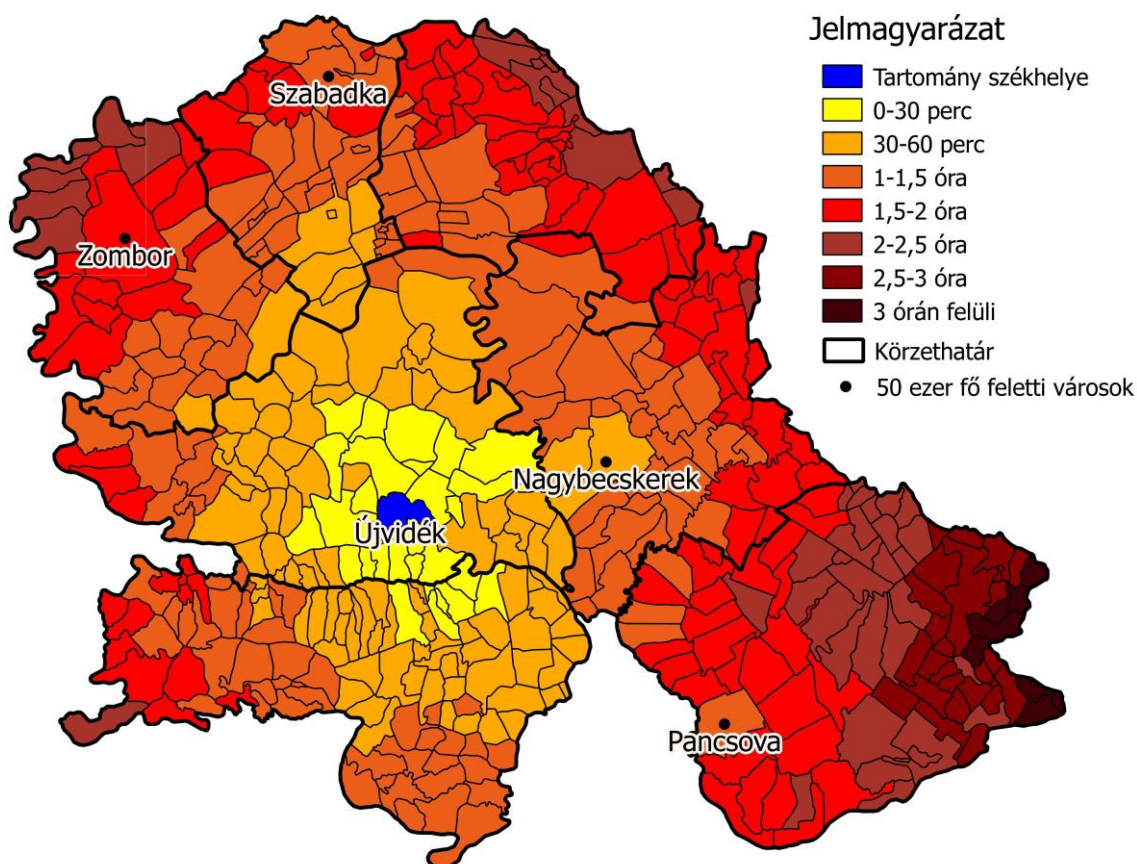 Jelmagyarázat
Tartomány székhelye
0-30 perc
30-60 perc
1-1,5 óra
1,5-2 óra
2-2,5 óra
2,5-3 óra
3 órán felüli
Körzethatár
50 ezer fő feletti városok
Szabadka
Zombor
Nagybecskerek
Újvidék
Pancsova